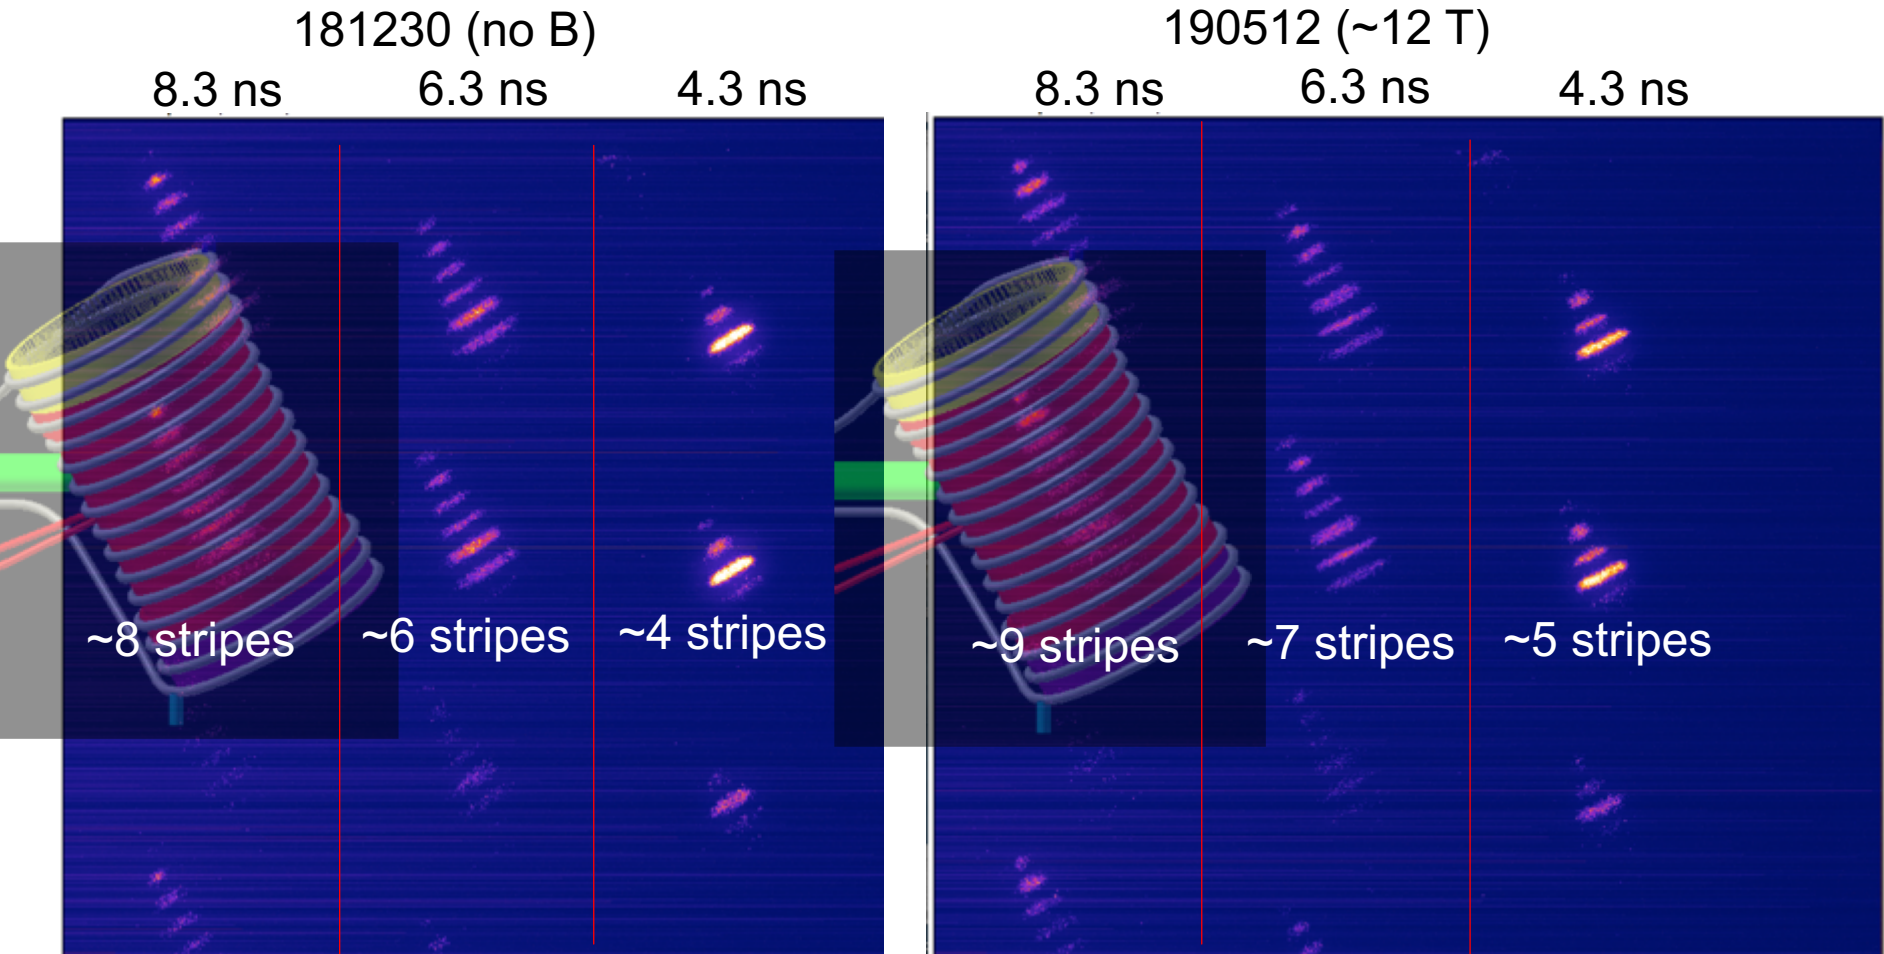 181230 (no B)
8.3 ns 6.3 ns 4.3 ns
~8 stripes ~6 stripes ~4 stripes
190512 (~12 T)
8.3 ns 6.3 ns 4.3 ns
~9 stripes ~7 stripes ~5 stripes